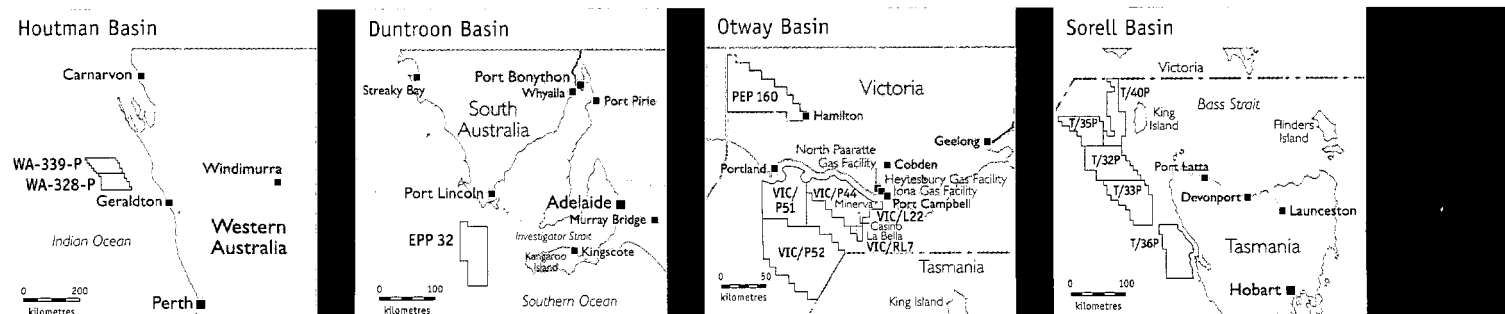 Houtman Basin
Carnarvon
WA-339-P
WA-328-P
Windimurra
Geraldton
Western
Australia
Indian Ocean
0 200
kilometres
Perth
Duntroon Basin
Streaky Bay
Port Bonython
Whyalla
Port Pirie
South
Australia
Port Lincoln
Adelaide
Murray Bridge
EPP 32
Investigator Strait
Kingscote
Kangaroo
Island
0 100
kilometres
Southern Ocean
Otway Basin
PEP 160
Victoria
Hamilton
Geelong
North Paaratte
Gas Facility
Cobden
Portland
Heytesbury Gas Facility
Iona Gas Facility
Port Campbell
VIC/
P51
VIC/P44
Minerva
VIC/L22
Casino
La Bella
VIC/RL7
VIC/P52
Tasmania
0 50
kilometres
King Island
Sorell Basin
Victoria
T/40P
King
Island
Bass Strait
Flinders
Island
T/35P
T/32P
Port Latta
T/33P
Devonport
Launceston
T/36P
Tasmania
0 100
kilometres
Hobart